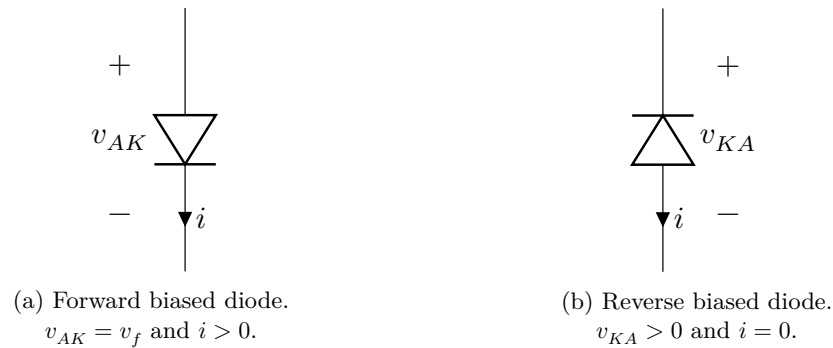 + +
v_{AK} v_{KA}
− −
i i
(a) Forward biased diode. (b) Reverse biased diode.
v_{AK} = v_f and i > 0. v_{KA} > 0 and i = 0.